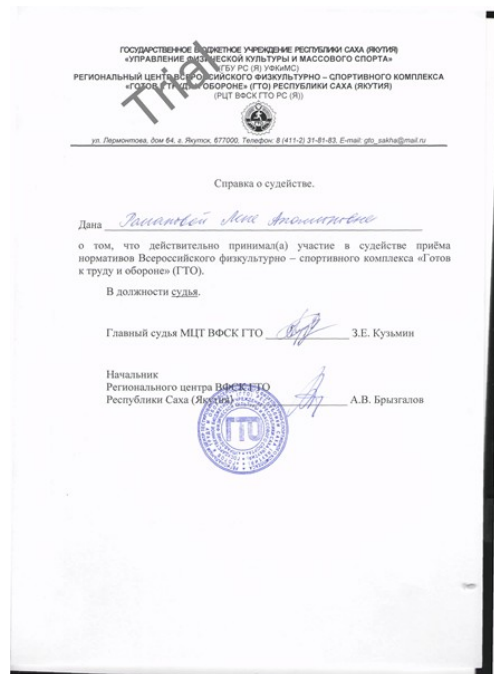 ГОСУДАРСТВЕННОЕ БЮДЖЕТНОЕ УЧРЕЖДЕНИЕ РЕСПУБЛИКИ САХА (ЯКУТИЯ)
«УПРАВЛЕНИЕ ФИЗИЧЕСКОЙ КУЛЬТУРЫ И МАССОВОГО СПОРТА»
(ГБУ РС (Я) УФКиМС)
РЕГИОНАЛЬНЫЙ ЦЕНТР ВСЕРОССИЙСКОГО ФИЗКУЛЬТУРНО – СПОРТИВНОГО КОМПЛЕКСА
«ГОТОВ К ТРУДУ И ОБОРОНЕ» (ГТО) РЕСПУБЛИКИ САХА (ЯКУТИЯ)
(РЦТ ВФСК ГТО РС (Я))
Trial
ул. Лермонтова, дом 64, г. Якутск, 677000, Телефон: 8 (411-2) 31-81-83, E-mail: gto_sakha@mail.ru
Справка о судействе.
Дана Романовой
о том, что действительно принимал(а) участие в судействе приёма
нормативов Всероссийского физкультурно – спортивного комплекса «Готов
к труду и обороне» (ГТО).
В должности судья.
Главный судья МЦТ ВФСК ГТО З.Е. Кузьмин
Начальник
Регионального центра ВФСК ГТО
Республики Саха (Якутия) А.В. Брызгалов
ГТО